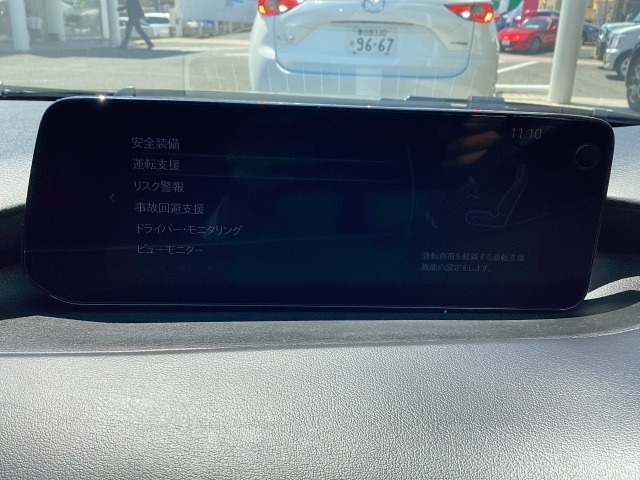 96-67
11:10
安全装備
運転支援
リスク警報
事故回避支援
ドライバー・モニタリング
ビューモニター
運転負荷を軽減する運転支援
機能の設定をします。